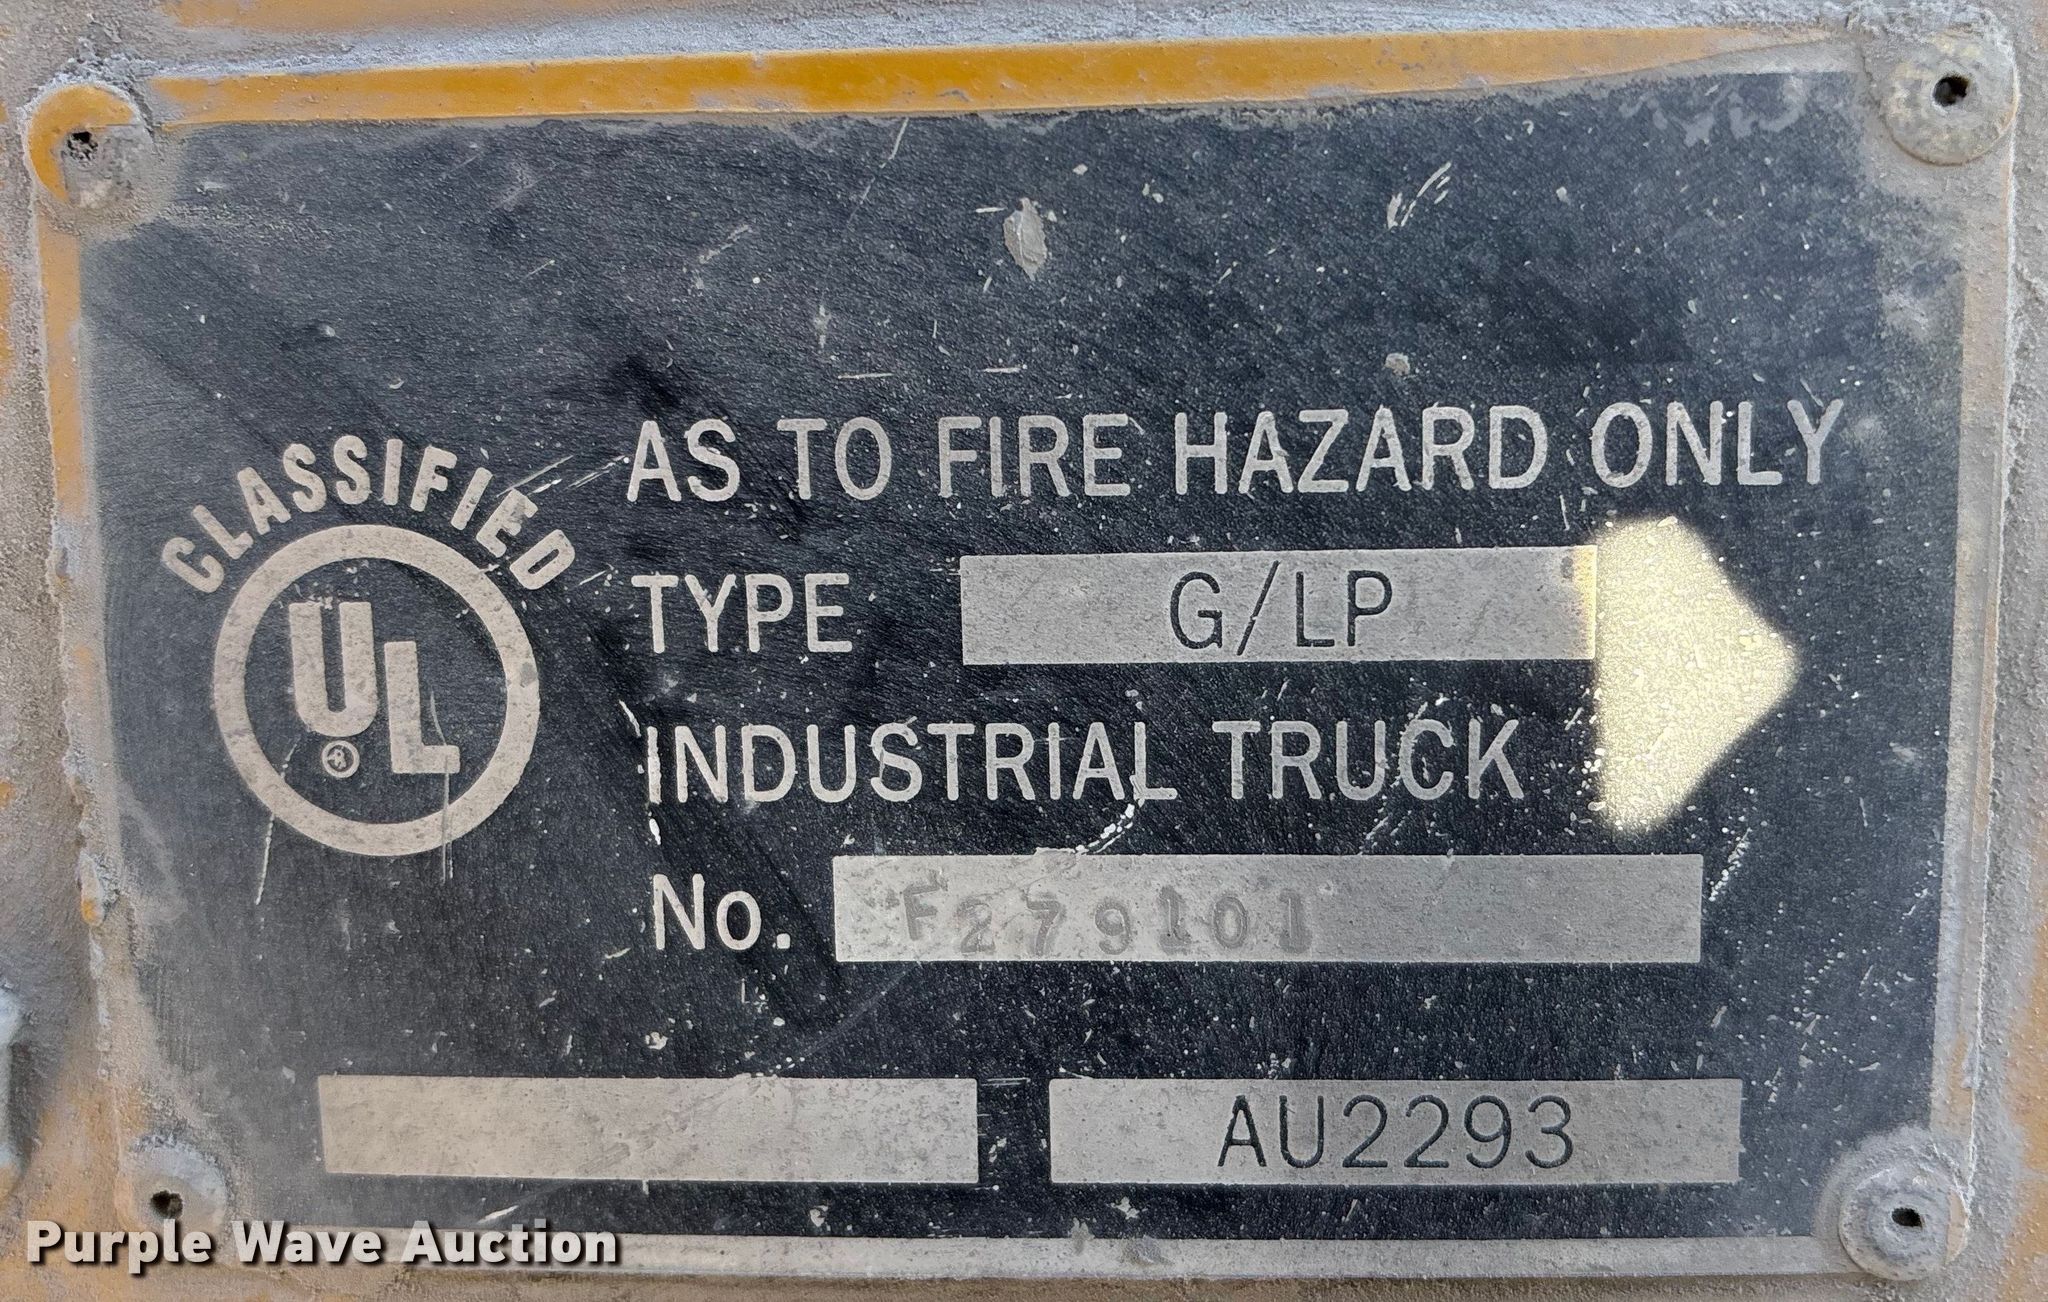 CLASSIFIED
UL
®
AS TO FIRE HAZARD ONLY
TYPE G/LP
INDUSTRIAL TRUCK
No. F279101
AU2293
Purple Wave Auction